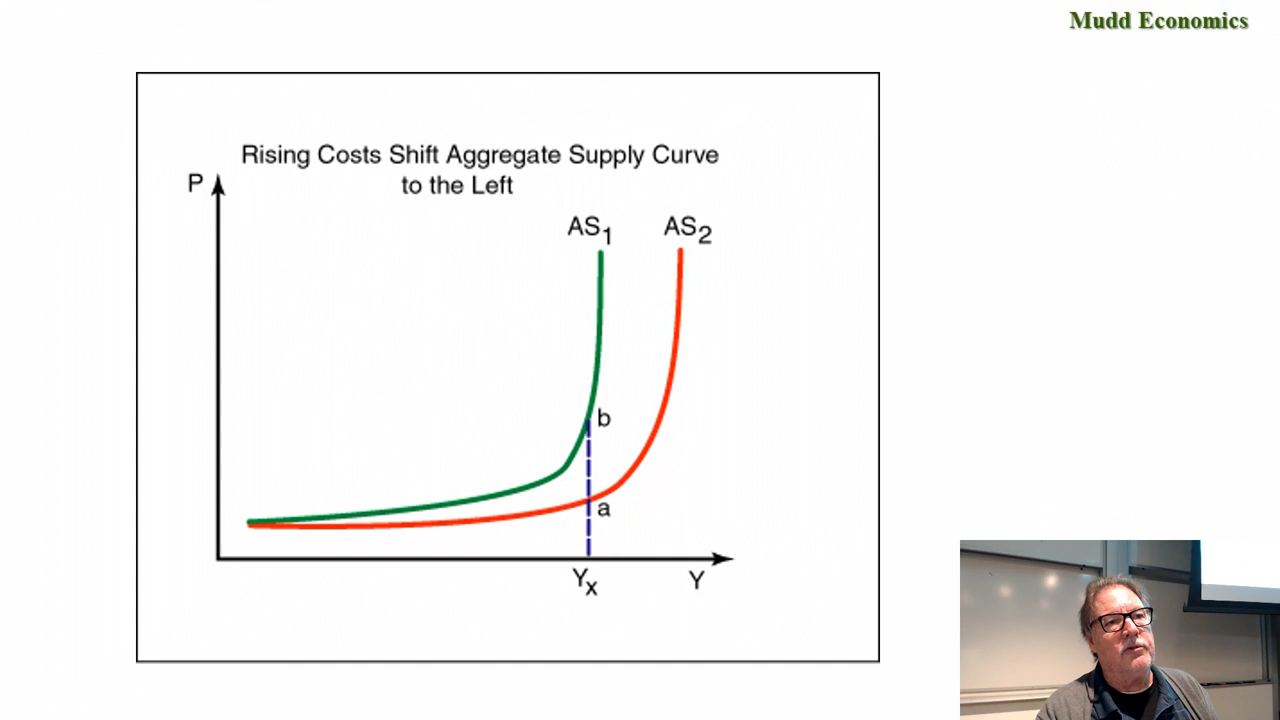 Mudd Economics
Rising Costs Shift Aggregate Supply Curve
to the Left
P
AS1 AS2
b
a
Yx Y